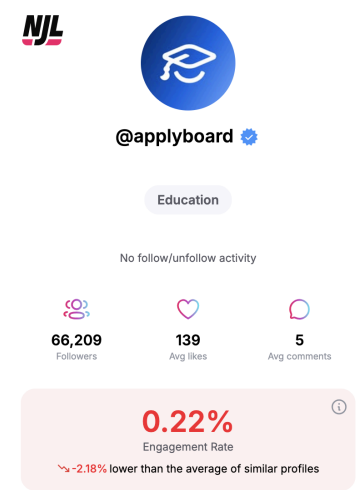 NJL
@applyboard
Education
No follow/unfollow activity
66,209
Followers
139
Avg likes
5
Avg comments
0.22%
Engagement Rate
-2.18% lower than the average of similar profiles